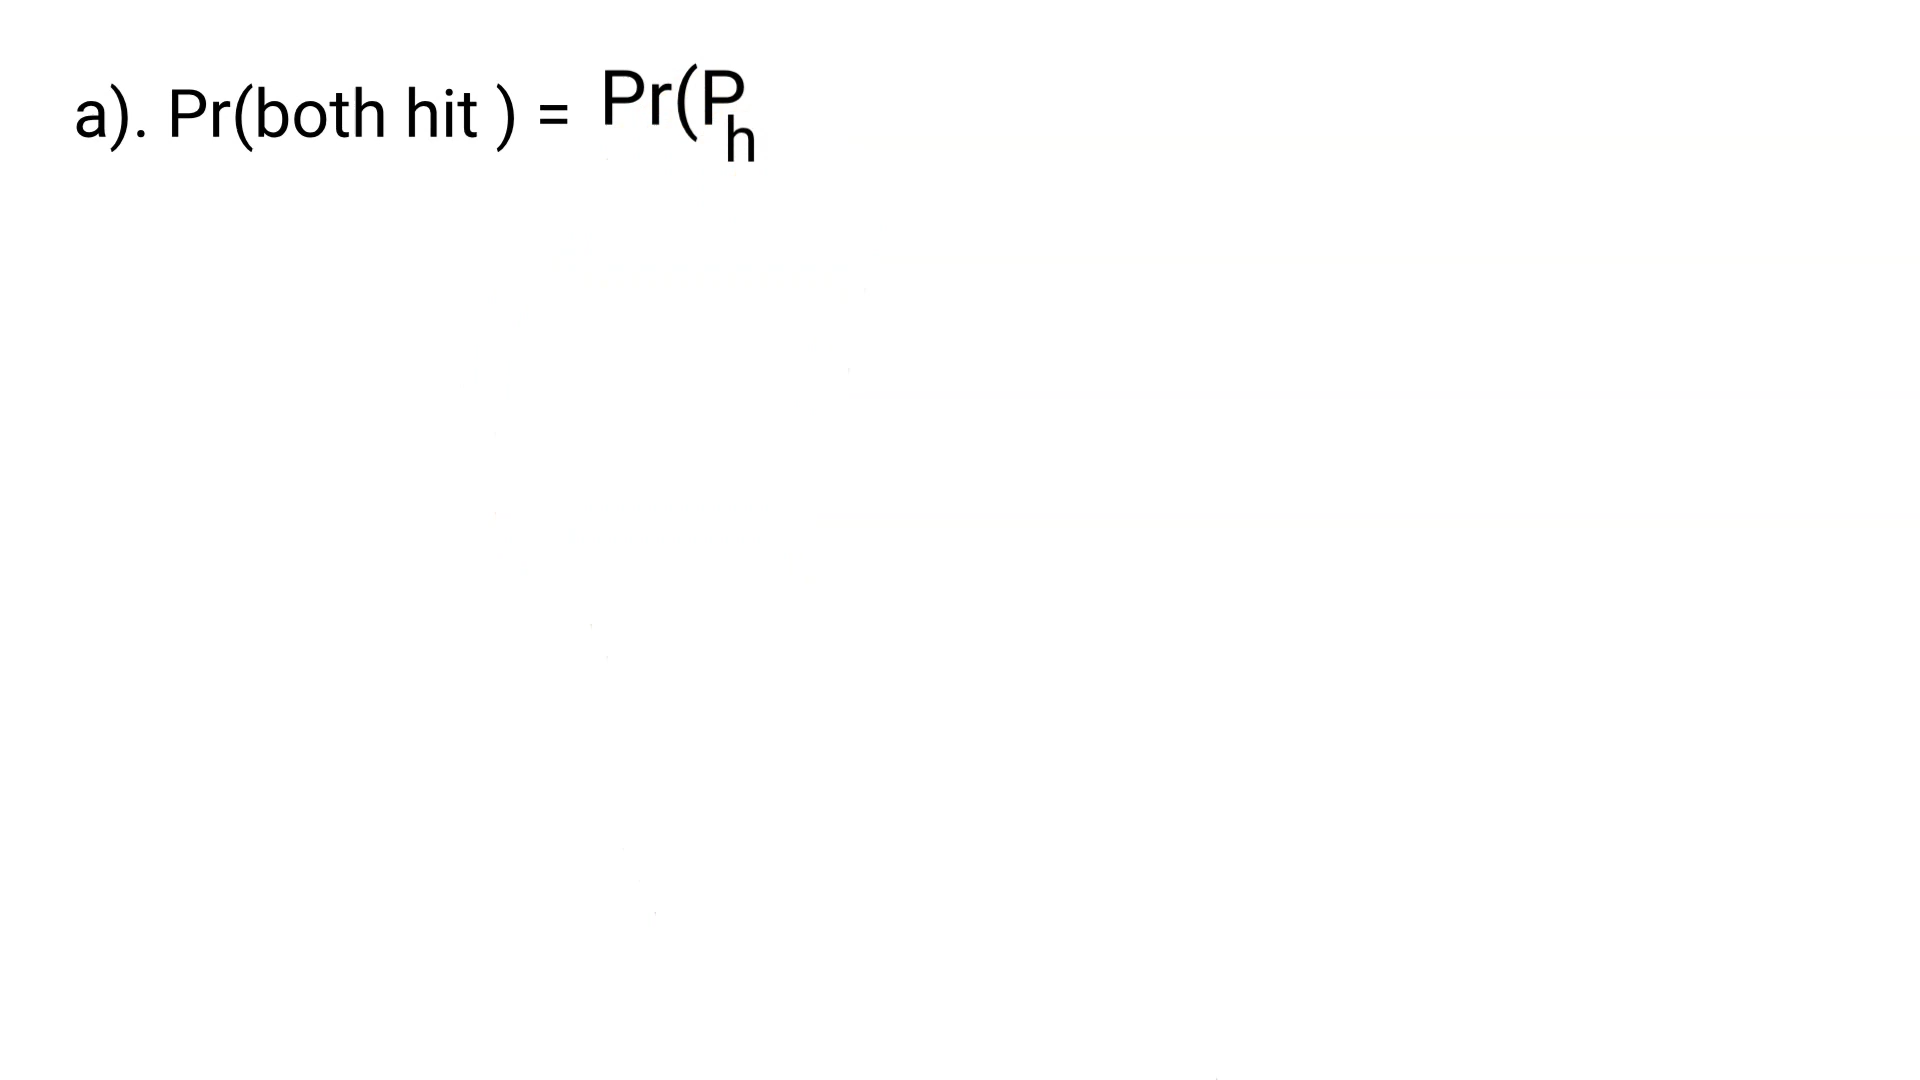 a). Pr(both hit ) = Pr(Pₕ